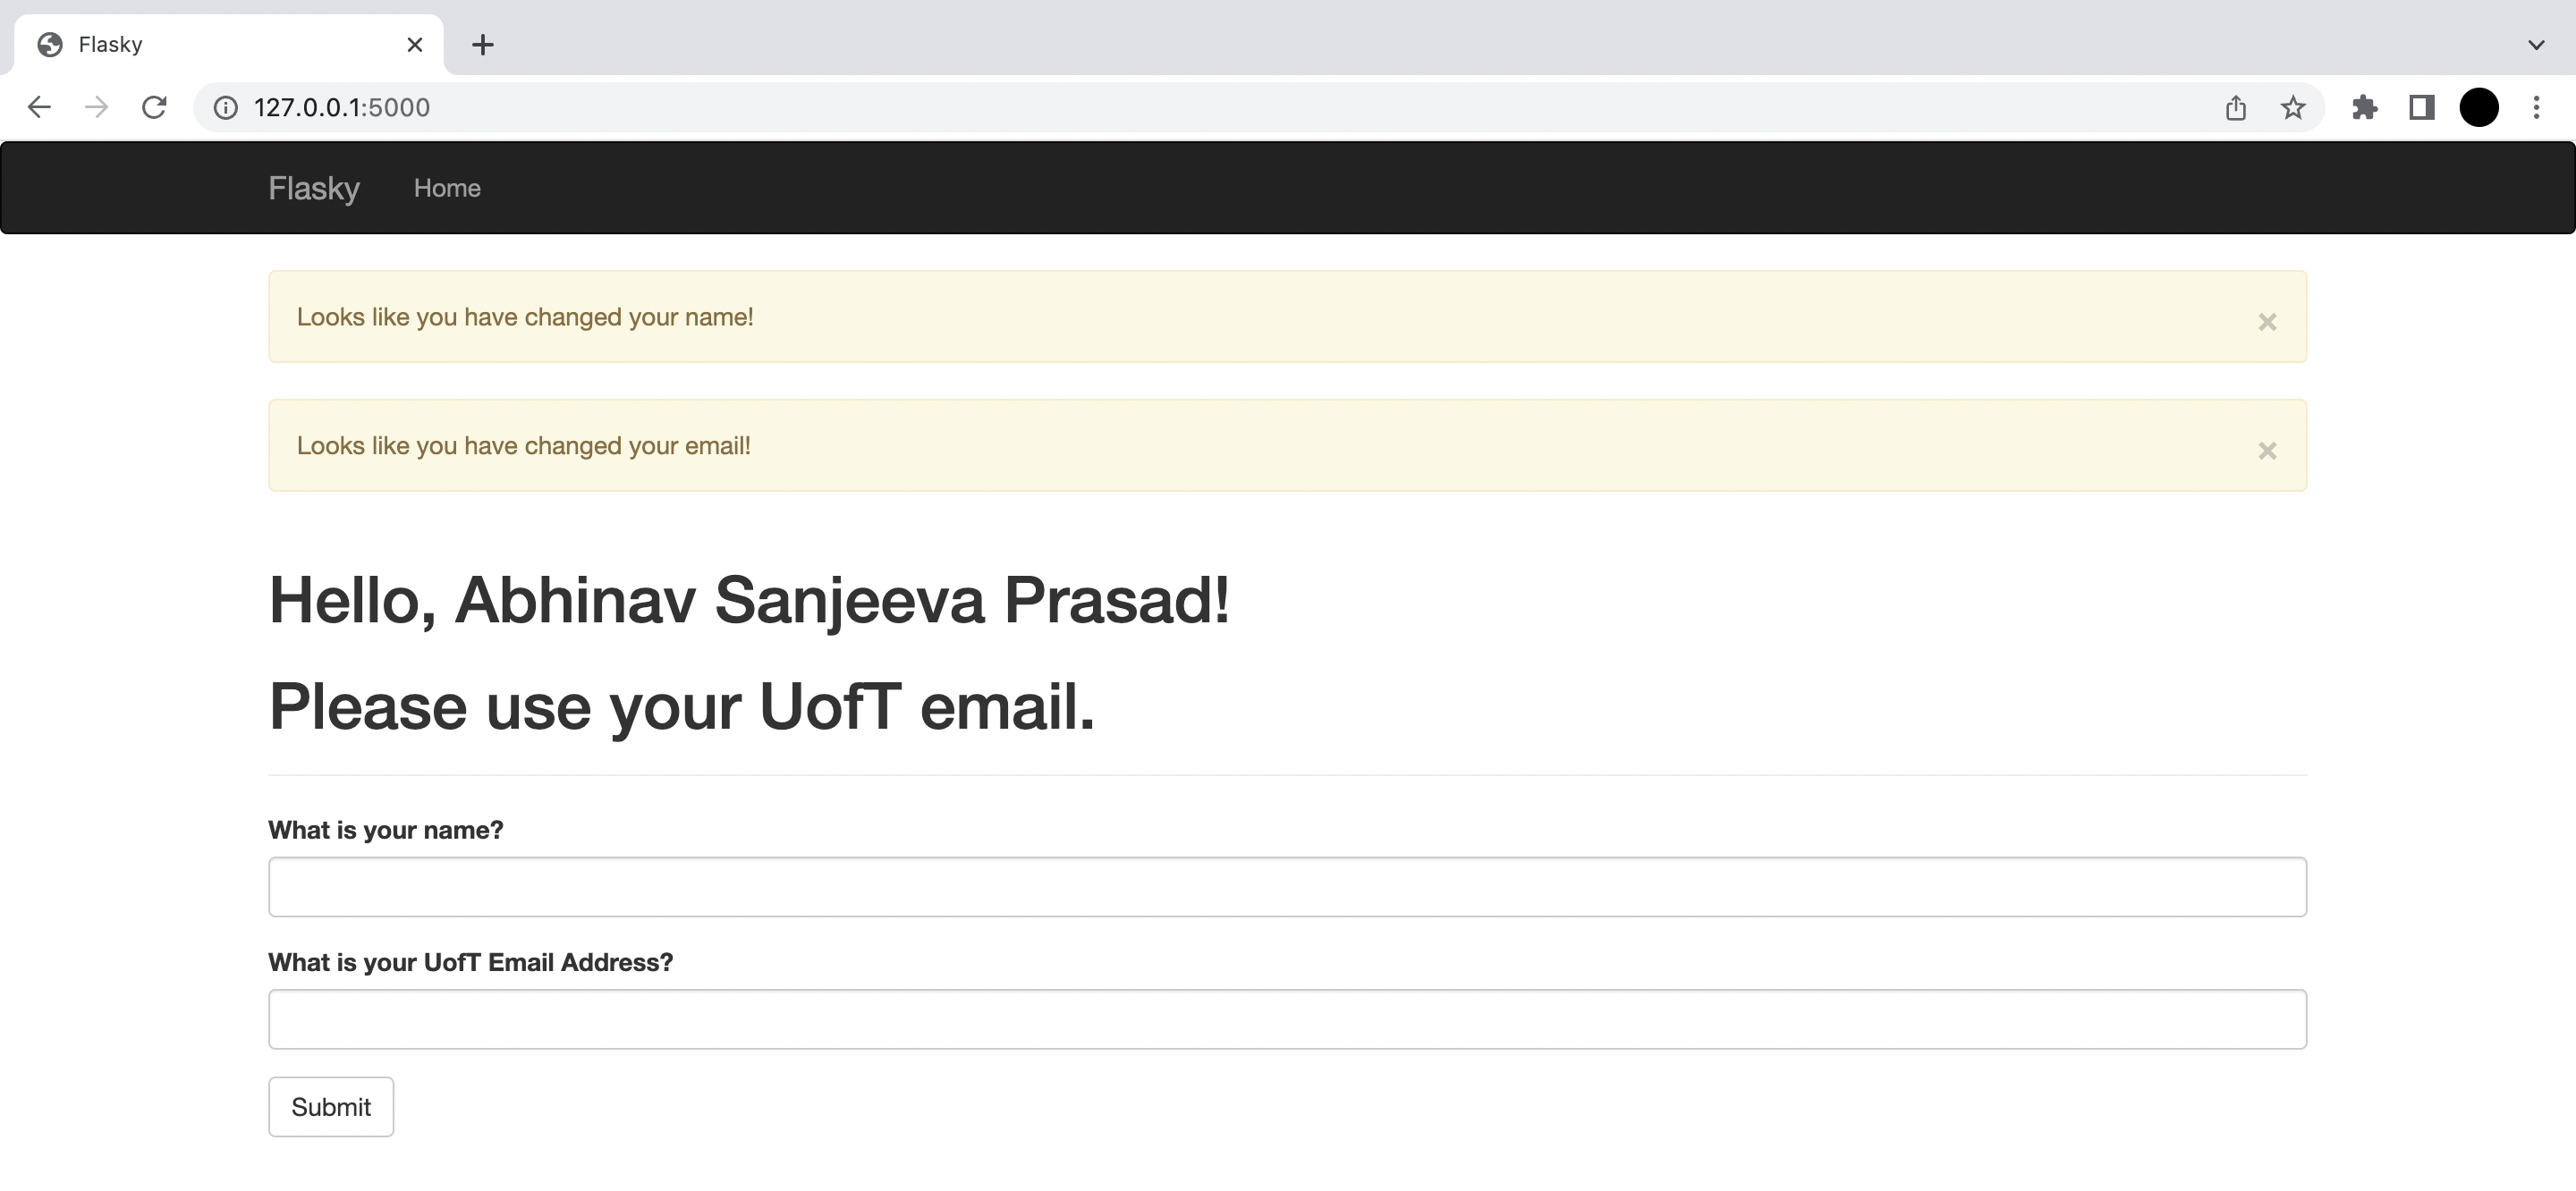 Flasky
127.0.0.1:5000
Flasky Home
Looks like you have changed your name!
Looks like you have changed your email!
Hello, Abhinav Sanjeeva Prasad!
Please use your UofT email.
What is your name?
What is your UofT Email Address?
Submit